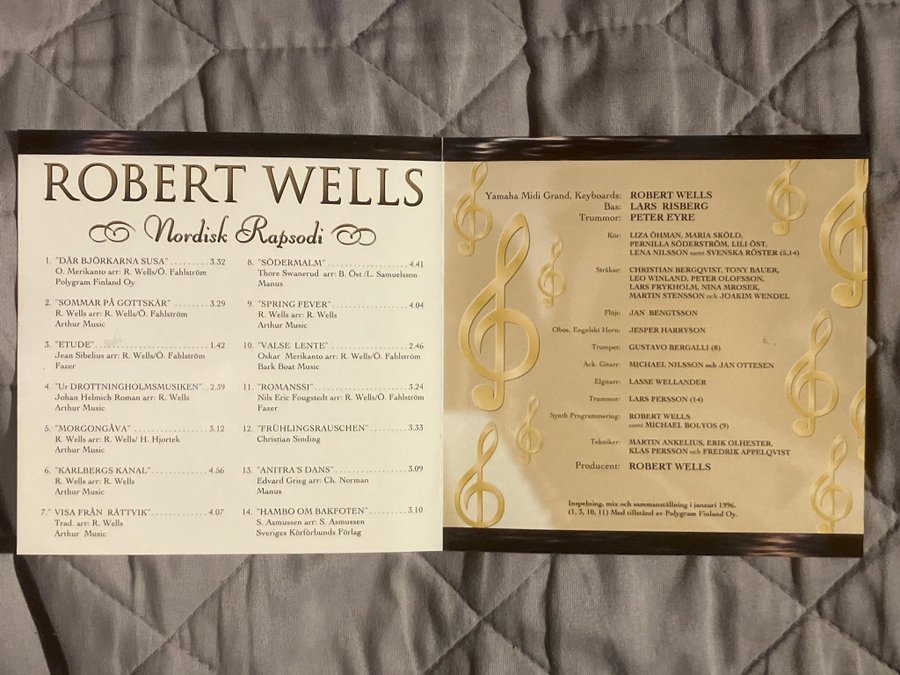 ROBERT WELLS
Nordisk Rapsodi
1. "DÄR BJÖRKARNA SUSA" ........ 3.32
O. Merikanto arr: R. Wells/Ö. Fahlström
Polygram Finland Oy
2. "SOMMAR PÅ GOTTSKÄR" ........ 3.29
R. Wells arr: R. Wells/Ö. Fahlström
Arthur Music
3. "ETUDE" ........ 1.42
Jean Sibelius arr: R. Wells/Ö. Fahlström
Fazer
4. "Ur DROTTNINGHOLMSMUSIKEN" .. 2.39
Johan Helmich Roman arr: R. Wells
Arthur Music
5. "MORGONGÅVA" ........ 3.12
R. Wells arr: R. Wells/ H. Hjortek
Arthur Music
6. "KARLBERGS KANAL" ........ 4.56
R. Wells arr: R. Wells
Arthur Music
7." VISA FRÅN RÄTTVIK" ........ 4.07
Trad. arr: R. Wells
Arthur Music
8. "SÖDERMALM" ........ 4.41
Thore Swanerud arr: B. Öst /L. Samuelsson
Manus
9. "SPRING FEVER" ........ 4.04
R. Wells arr: R. Wells
Arthur Music
10. "VALSE LENTE" ........ 2.46
Oskar Merikanto arr: R. Wells/Ö. Fahlström
Bark Boat Music
11. "ROMANSSI" ........ 3.24
Nils Eric Fougstedt arr: R. Wells/Ö. Fahlström
Fazer
12. "FRÜHLINGSRAUSCHEN" ........ 3.33
Christian Sinding
13. "ANITRA'S DANS" ........ 3.09
Edvard Grieg arr: Ch. Norman
Manus
14. "HAMBO OM BAKFOTEN" ........ 3.10
S. Asmussen arr: S. Asmussen
Sveriges Körförbunds Förlag
Yamaha Midi Grand, Keyboards: ROBERT WELLS
Bas: LARS RISBERG
Trummor: PETER EYRE
Kör: LIZA ÖHMAN, MARIA SKÖLD,
PERNILLA SÖDERSTRÖM, LILI ÖST,
LENA NILSSON samt SVENSKA RÖSTER (5,14)
Stråkar: CHRISTIAN BERGQVIST, TONY BAUER,
LEO WINLAND, PETER OLOFSSON,
LARS FRYKHOLM, NINA MROSEK,
MARTIN STENSSON och JOAKIM WENDEL
Flöjt: JAN BENGTSSON
Oboe, Engelskt Horn: JESPER HARRYSON
Trumpet: GUSTAVO BERGALLI (8)
Ack. Gitarr: MICHAEL NILSSON och JAN OTTESEN
Elgitarr: LASSE WELLANDER
Trummor: LARS PERSSON (14)
Synth Programmering: ROBERT WELLS
samt MICHAEL BOLYOS (9)
Tekniker: MARTIN ANKELIUS, ERIK OLHESTER,
KLAS PERSSON och FREDRIK APPELQVIST
Producent: ROBERT WELLS
Inspelning, mix och sammanställning i januari 1996.
(1, 3, 10, 11) Med tillstånd av Polygram Finland Oy.